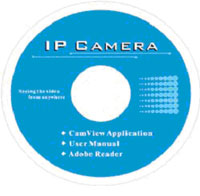 IP CAMERA
Seeing the video
from anywhere
CamView Application
User Manual
Adobe Reader